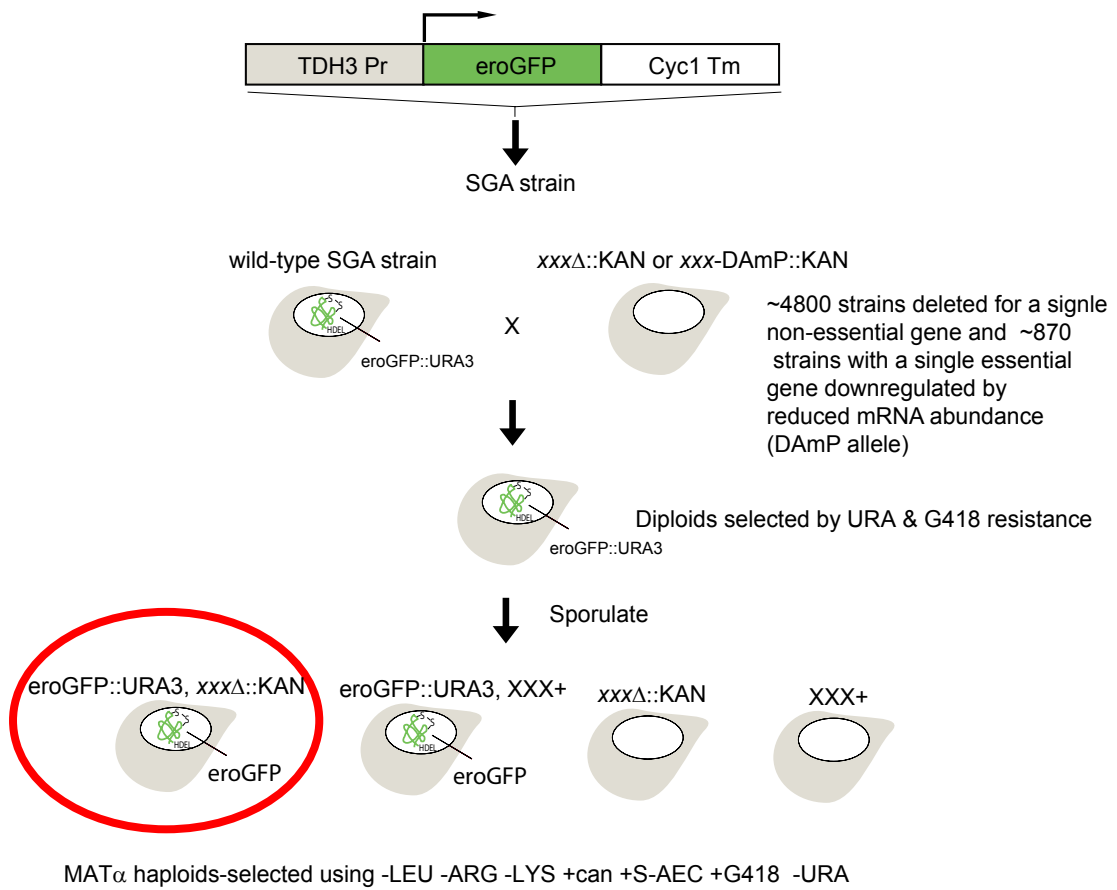 TDH3 Pr eroGFP Cyc1 Tm
SGA strain
wild-type SGA strain
xxxΔ::KAN or xxx-DAmP::KAN
S S
HDEL
eroGFP::URA3
X
~4800 strains deleted for a signle
non-essential gene and ~870
strains with a single essential
gene downregulated by
reduced mRNA abundance
(DAmP allele)
S S
HDEL
eroGFP::URA3
Diploids selected by URA & G418 resistance
Sporulate
eroGFP::URA3, xxxΔ::KAN
S S
HDEL
eroGFP
eroGFP::URA3, XXX+
S S
HDEL
eroGFP
xxxΔ::KAN
XXX+
MATα haploids-selected using -LEU -ARG -LYS +can +S-AEC +G418 -URA